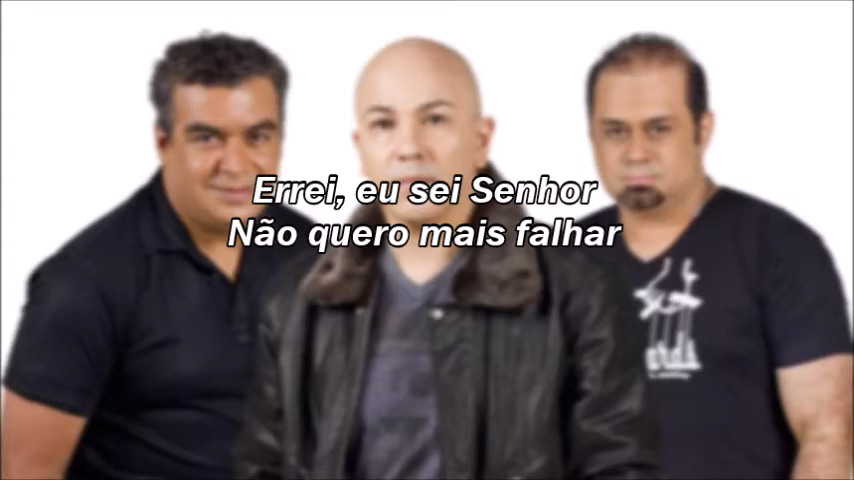 Errei, eu sei Senhor
Não quero mais falhar